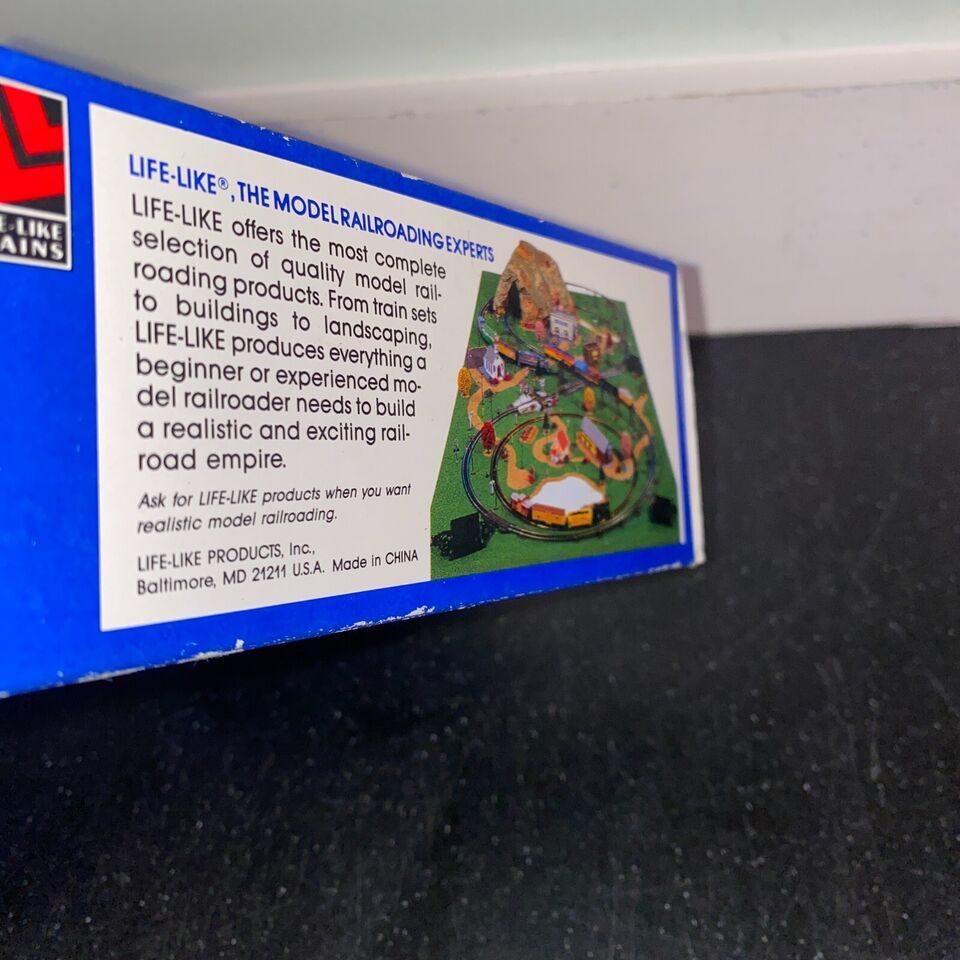 E-LIKE
AINS
LIFE-LIKE®, THE MODEL RAILROADING EXPERTS
LIFE-LIKE offers the most complete
selection of quality model rail-
roading products. From train sets
to buildings to landscaping,
LIFE-LIKE produces everything a
beginner or experienced mo-
del railroader needs to build
a realistic and exciting rail-
road empire.
Ask for LIFE-LIKE products when you want
realistic model railroading.
LIFE-LIKE PRODUCTS, Inc.,
Baltimore, MD 21211 U.S.A. Made in CHINA